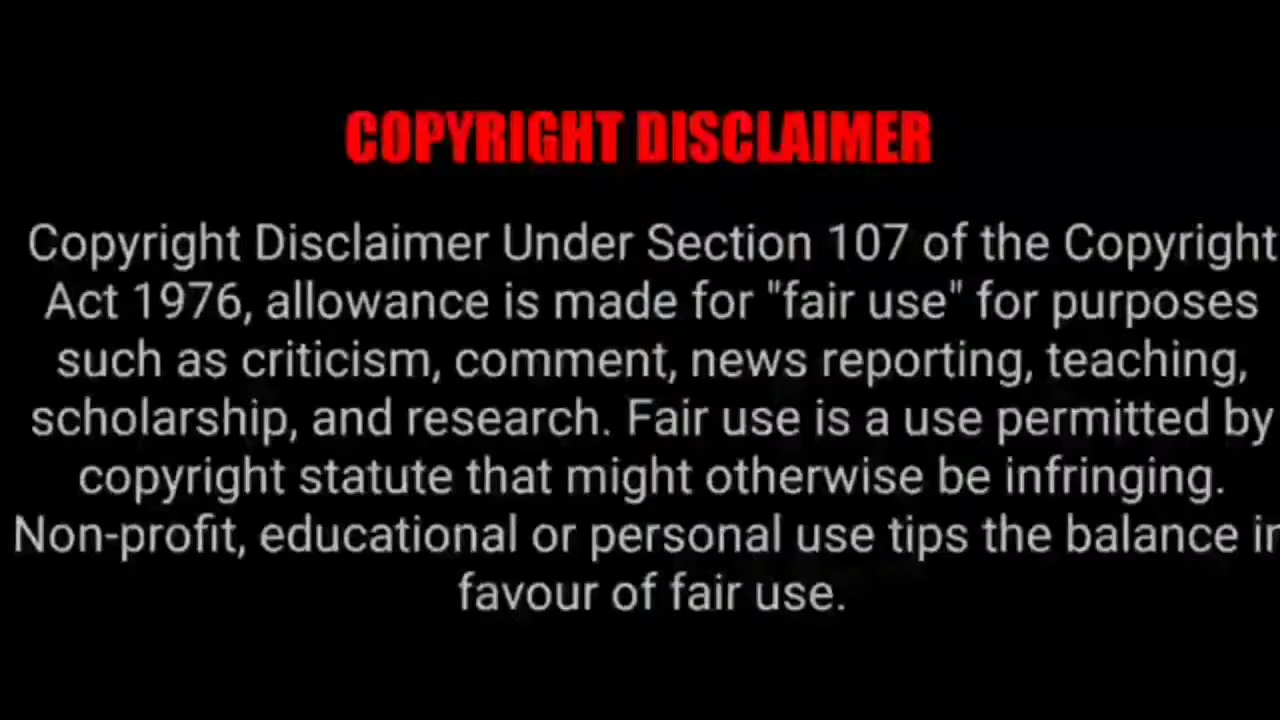 COPYRIGHT DISCLAIMER
Copyright Disclaimer Under Section 107 of the Copyright
Act 1976, allowance is made for "fair use" for purposes
such as criticism, comment, news reporting, teaching,
scholarship, and research. Fair use is a use permitted by
copyright statute that might otherwise be infringing.
Non-profit, educational or personal use tips the balance in
favour of fair use.